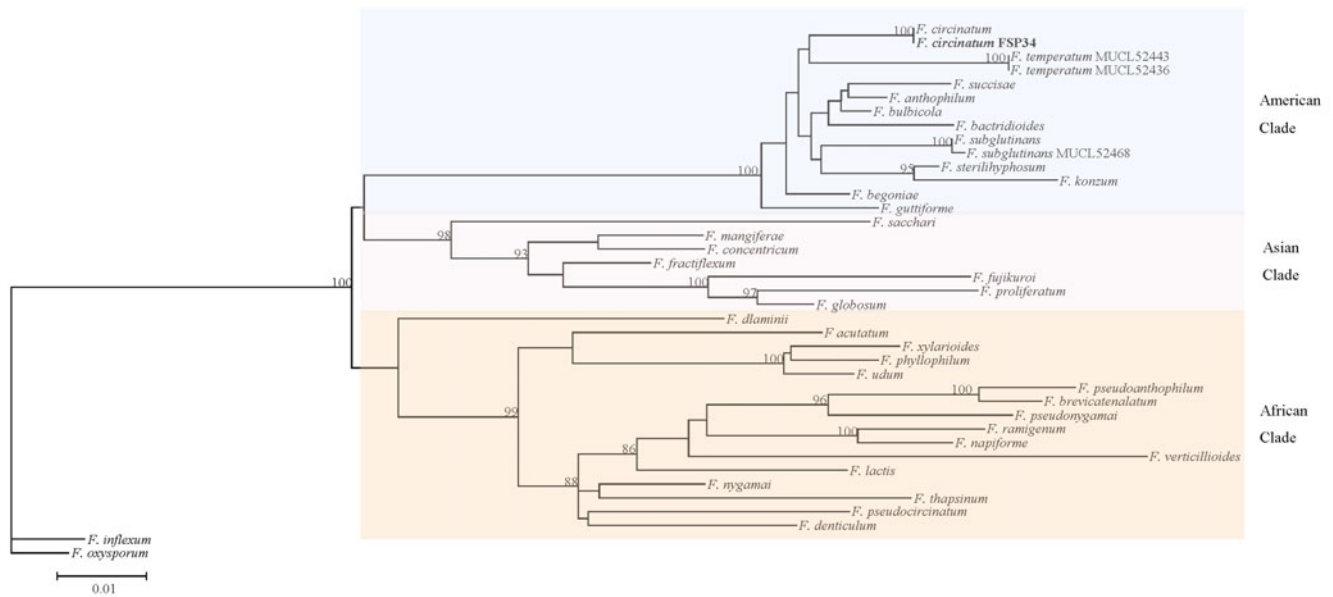 100 F. circinatum
F. circinatum FSP34
100 F. temperatum MUCL52443
F. temperatum MUCL52436
F. succisae
F. anthophilum
F. bulbicola
F. bactridioides
100 F. subglutinans
F. subglutinans MUCL52468
95 F. sterilihyphosum
F. konzum
100
F. begoniae
F. guttiforme
American
Clade
98 F. sacchari
F. mangiferae
93 F. concentricum
F. fractiflexum
100 F. fujikuroi
97 F. proliferatum
F. globosum
Asian
Clade
100
F. dlaminii
F acutatum
F. xylarioides
100 F. phyllophilum
F. udum
100 F. pseudoanthophilum
96 F. brevicatenalatum
F. pseudonygamai
99
100 F. ramigenum
F. napiforme
86 F. verticillioides
F. lactis
88 F. nygamai
F. thapsinum
F. pseudocircinatum
F. denticulum
African
Clade
F. inflexum
F. oxysporum
0.01